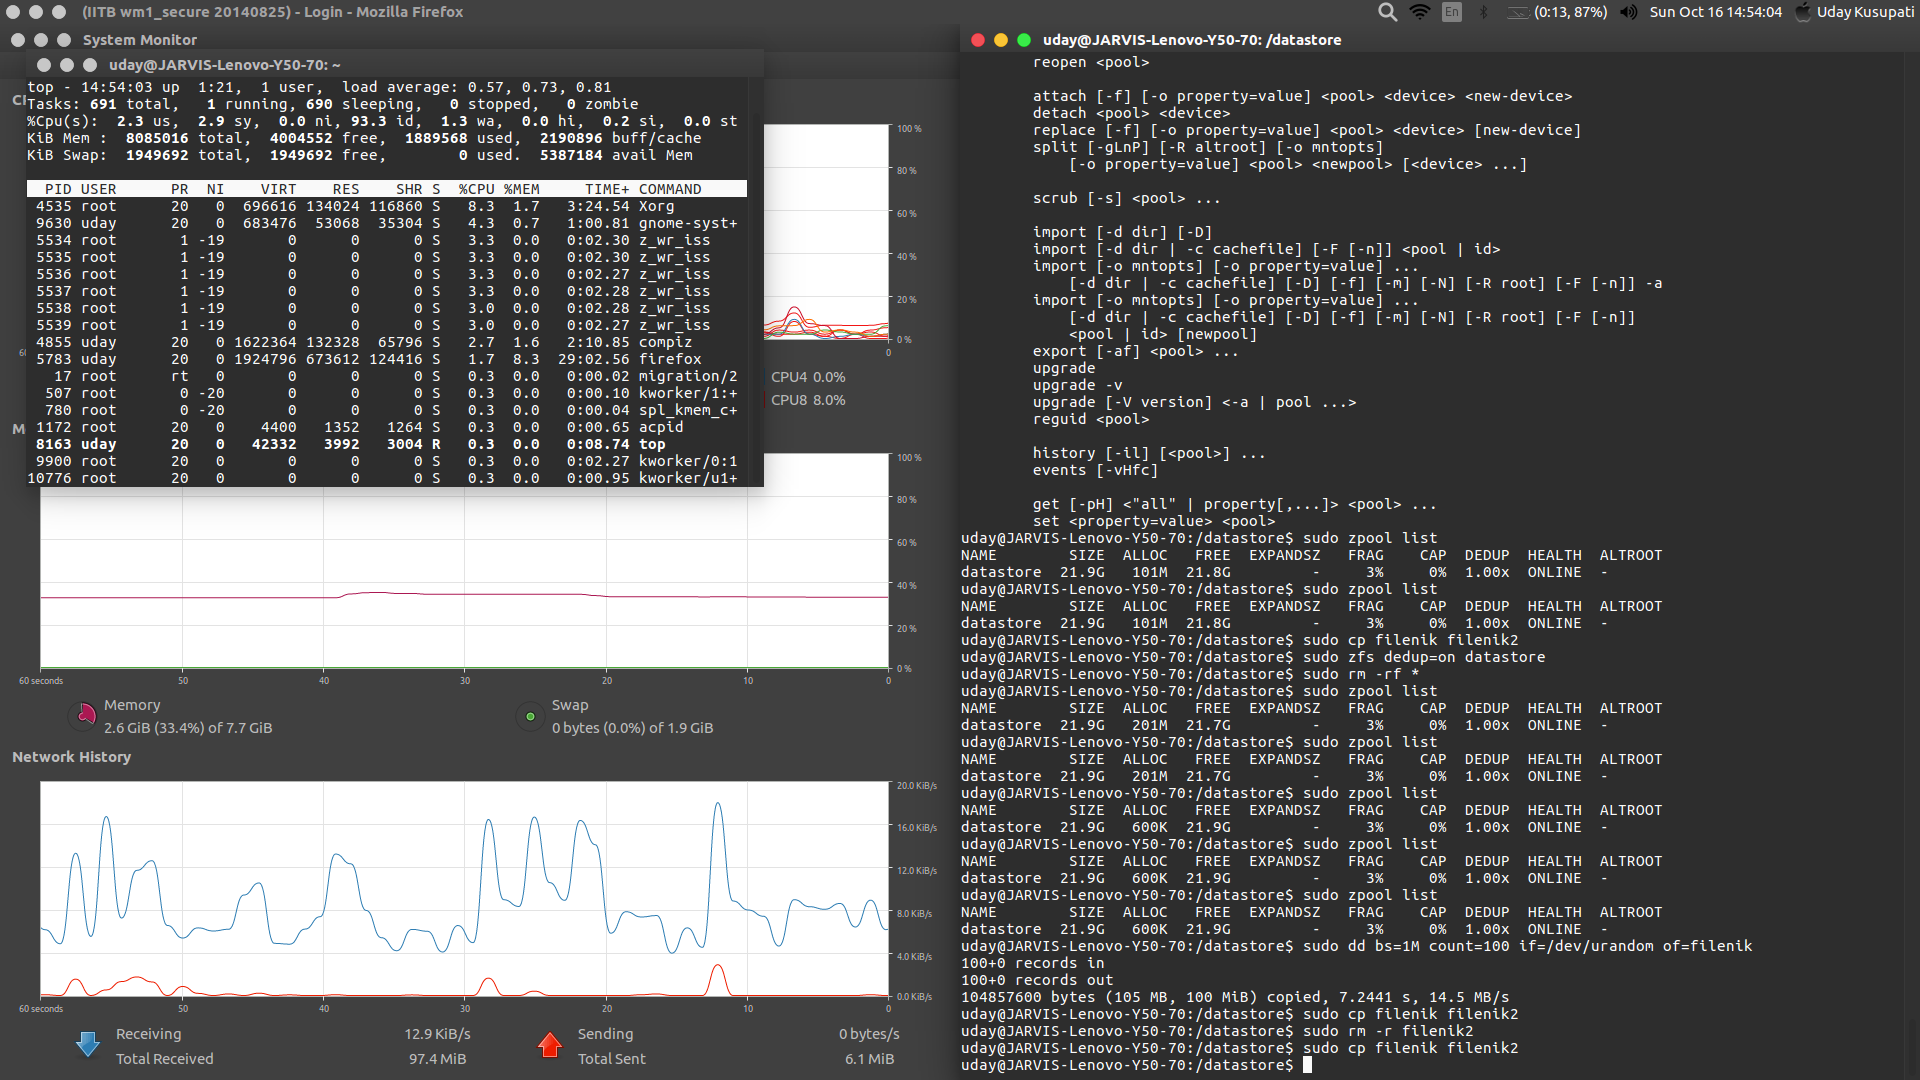 (IITB wm1_secure 20140825) - Login - Mozilla Firefox
En (0:13, 87%) Sun Oct 16 14:54:04 Uday Kusupati
System Monitor
uday@JARVIS-Lenovo-Y50-70: ~
top - 14:54:03 up  1:21,  1 user,  load average: 0.57, 0.73, 0.81
Tasks: 691 total,   1 running, 690 sleeping,   0 stopped,   0 zombie
%Cpu(s):  2.3 us,  2.9 sy,  0.0 ni, 93.3 id,  1.3 wa,  0.0 hi,  0.2 si,  0.0 st
KiB Mem :  8085016 total,  4004552 free,  1889568 used,  2190896 buff/cache
KiB Swap:  1949692 total,  1949692 free,        0 used.  5387184 avail Mem
PID USER      PR  NI    VIRT    RES    SHR S  %CPU %MEM     TIME+ COMMAND
4535 root      20   0  696616 134024 116860 S   8.3  1.7   3:24.54 Xorg
9630 uday      20   0  683476  53068  35304 S   4.3  0.7   1:00.81 gnome-syst+
5534 root       1 -19       0      0      0 S   3.3  0.0   0:02.30 z_wr_iss
5535 root       1 -19       0      0      0 S   3.3  0.0   0:02.30 z_wr_iss
5536 root       1 -19       0      0      0 S   3.3  0.0   0:02.27 z_wr_iss
5537 root       1 -19       0      0      0 S   3.3  0.0   0:02.28 z_wr_iss
5538 root       1 -19       0      0      0 S   3.0  0.0   0:02.28 z_wr_iss
5539 root       1 -19       0      0      0 S   3.0  0.0   0:02.27 z_wr_iss
4855 uday      20   0 1622364 132328  65796 S   2.7  1.6   2:10.85 compiz
5783 uday      20   0 1924796 673612 124416 S   1.7  8.3  29:02.56 firefox
17 root      rt   0       0      0      0 S   0.3  0.0   0:00.02 migration/2
507 root       0 -20       0      0      0 S   0.3  0.0   0:00.10 kworker/1:+
780 root       0 -20       0      0      0 S   0.3  0.0   0:00.04 spl_kmem_c+
1172 root      20   0    4400   1352   1264 S   0.3  0.0   0:00.65 acpid
8163 uday      20   0   42332   3992   3004 R   0.3  0.0   0:08.74 top
9900 root      20   0       0      0      0 S   0.3  0.0   0:02.27 kworker/0:1
10776 root      20   0       0      0      0 S   0.3  0.0   0:00.95 kworker/u1+
100 %
80 %
60 %
40 %
20 %
0 %
0
CPU4 0.0%
CPU8 8.0%
100 %
80 %
60 %
40 %
20 %
0 %
60 seconds 50 40 30 20 10 0
Memory
2.6 GiB (33.4%) of 7.7 GiB
Swap
0 bytes (0.0%) of 1.9 GiB
Network History
20.0 KiB/s
16.0 KiB/s
12.0 KiB/s
8.0 KiB/s
4.0 KiB/s
0.0 KiB/s
60 seconds 50 40 30 20 10 0
Receiving 12.9 KiB/s
Total Received 97.4 MiB
Sending 0 bytes/s
Total Sent 6.1 MiB
uday@JARVIS-Lenovo-Y50-70: /datastore
reopen <pool>
attach [-f] [-o property=value] <pool> <device> <new-device>
detach <pool> <device>
replace [-f] [-o property=value] <pool> <device> [new-device]
split [-gLnP] [-R altroot] [-o mntopts]
[-o property=value] <pool> <newpool> [<device> ...]
scrub [-s] <pool> ...
import [-d dir] [-D]
import [-d dir | -c cachefile] [-F [-n]] <pool | id>
import [-o mntopts] [-o property=value] ...
[-d dir | -c cachefile] [-D] [-f] [-m] [-N] [-R root] [-F [-n]] -a
import [-o mntopts] [-o property=value] ...
[-d dir | -c cachefile] [-D] [-f] [-m] [-N] [-R root] [-F [-n]]
<pool | id> [newpool]
export [-af] <pool> ...
upgrade
upgrade -v
upgrade [-V version] <-a | pool ...>
reguid <pool>
history [-il] [<pool>] ...
events [-vHfc]
get [-pH] <"all" | property[,...]> <pool> ...
set <property=value> <pool>
uday@JARVIS-Lenovo-Y50-70:/datastore$ sudo zpool list
NAME        SIZE  ALLOC   FREE  EXPANDSZ   FRAG    CAP  DEDUP  HEALTH  ALTROOT
datastore  21.9G   101M  21.8G         -     3%     0%  1.00x  ONLINE  -
uday@JARVIS-Lenovo-Y50-70:/datastore$ sudo zpool list
NAME        SIZE  ALLOC   FREE  EXPANDSZ   FRAG    CAP  DEDUP  HEALTH  ALTROOT
datastore  21.9G   101M  21.8G         -     3%     0%  1.00x  ONLINE  -
uday@JARVIS-Lenovo-Y50-70:/datastore$ sudo cp filenik filenik2
uday@JARVIS-Lenovo-Y50-70:/datastore$ sudo zfs dedup=on datastore
uday@JARVIS-Lenovo-Y50-70:/datastore$ sudo rm -rf *
uday@JARVIS-Lenovo-Y50-70:/datastore$ sudo zpool list
NAME        SIZE  ALLOC   FREE  EXPANDSZ   FRAG    CAP  DEDUP  HEALTH  ALTROOT
datastore  21.9G   201M  21.7G         -     3%     0%  1.00x  ONLINE  -
uday@JARVIS-Lenovo-Y50-70:/datastore$ sudo zpool list
NAME        SIZE  ALLOC   FREE  EXPANDSZ   FRAG    CAP  DEDUP  HEALTH  ALTROOT
datastore  21.9G   201M  21.7G         -     3%     0%  1.00x  ONLINE  -
uday@JARVIS-Lenovo-Y50-70:/datastore$ sudo zpool list
NAME        SIZE  ALLOC   FREE  EXPANDSZ   FRAG    CAP  DEDUP  HEALTH  ALTROOT
datastore  21.9G   600K  21.9G         -     3%     0%  1.00x  ONLINE  -
uday@JARVIS-Lenovo-Y50-70:/datastore$ sudo zpool list
NAME        SIZE  ALLOC   FREE  EXPANDSZ   FRAG    CAP  DEDUP  HEALTH  ALTROOT
datastore  21.9G   600K  21.9G         -     3%     0%  1.00x  ONLINE  -
uday@JARVIS-Lenovo-Y50-70:/datastore$ sudo zpool list
NAME        SIZE  ALLOC   FREE  EXPANDSZ   FRAG    CAP  DEDUP  HEALTH  ALTROOT
datastore  21.9G   600K  21.9G         -     3%     0%  1.00x  ONLINE  -
uday@JARVIS-Lenovo-Y50-70:/datastore$ sudo dd bs=1M count=100 if=/dev/urandom of=filenik
100+0 records in
100+0 records out
104857600 bytes (105 MB, 100 MiB) copied, 7.2441 s, 14.5 MB/s
uday@JARVIS-Lenovo-Y50-70:/datastore$ sudo cp filenik filenik2
uday@JARVIS-Lenovo-Y50-70:/datastore$ sudo rm -r filenik2
uday@JARVIS-Lenovo-Y50-70:/datastore$ sudo cp filenik filenik2
uday@JARVIS-Lenovo-Y50-70:/datastore$